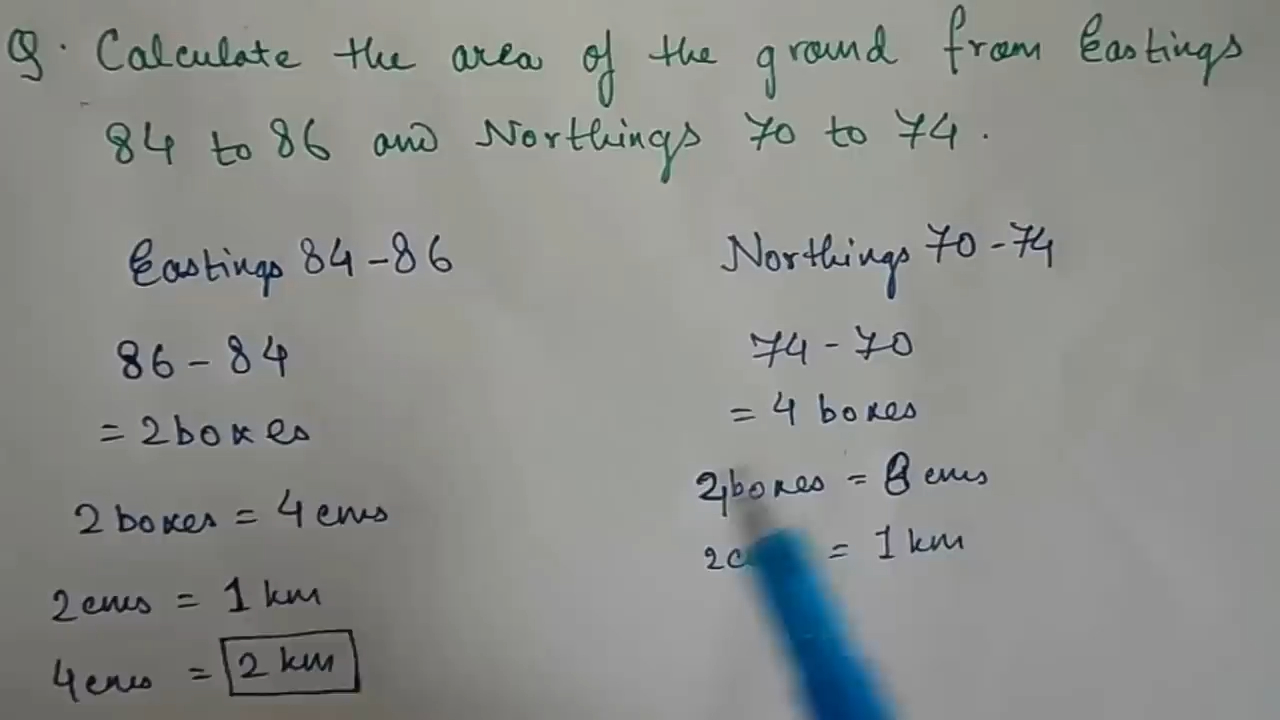 Q. Calculate the area of the ground from Eastings
84 to 86 and Northings 70 to 74.
Eastings 84-86
86-84
= 2 boxes
2 boxes = 4 cms
2 cms = 1 km
4 cms = 2 km
Northings 70-74
74-70
= 4 boxes
boxes = 8 cms
= 1 km